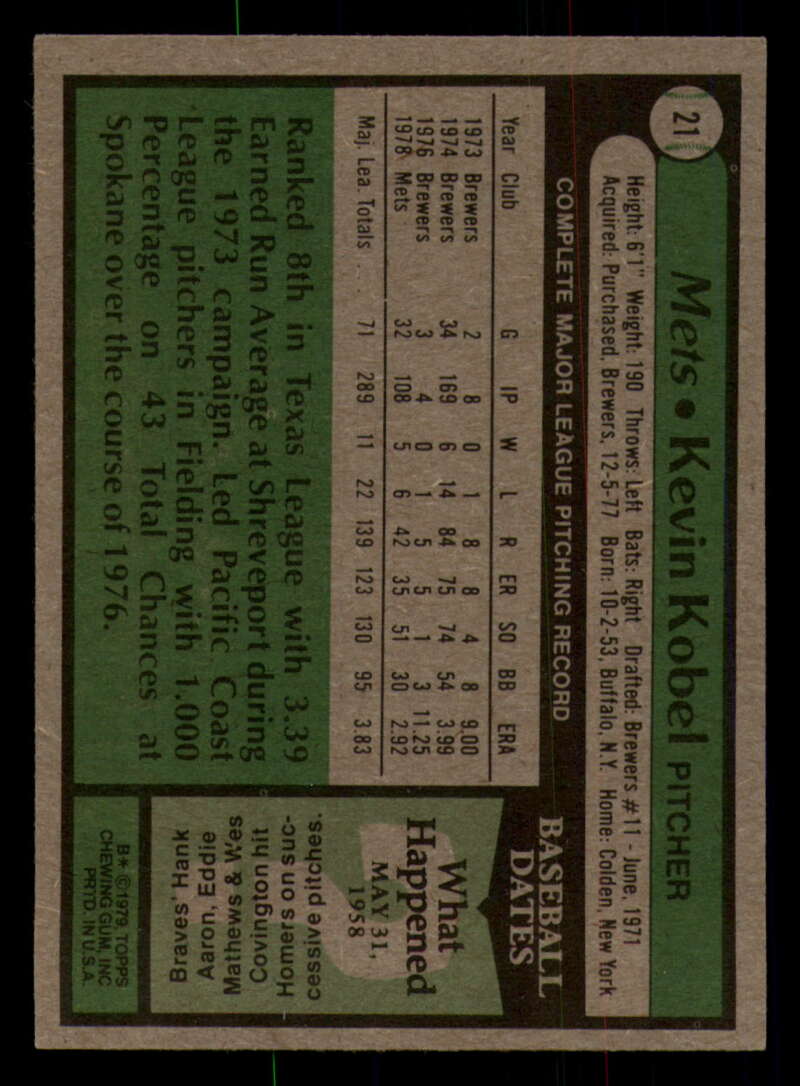 21
Mets • Kevin Kobel PITCHER
Height: 6'1" Weight: 190 Throws: Left Bats: Right Drafted: Brewers #11 - June, 1971
Acquired: Purchased, Brewers, 12-5-77 Born: 10-2-53, Buffalo, N.Y. Home: Colden, New York
COMPLETE MAJOR LEAGUE PITCHING RECORD
Year Club G IP W L R ER SO BB ERA
1973 Brewers 2 8 0 1 8 8 4 8 9.00
1974 Brewers 34 169 6 14 84 75 74 54 3.99
1976 Brewers 3 4 0 1 5 5 1 3 11.25
1978 Mets 32 108 5 6 42 35 51 30 2.92
Maj. Lea. Totals . . . 71 289 11 22 139 123 130 95 3.83
Ranked 8th in Texas League with 3.39
Earned Run Average at Shreveport during
the 1973 campaign. Led Pacific Coast
League pitchers in Fielding with 1.000
Percentage on 43 Total Chances at
Spokane over the course of 1976.
BASEBALL
DATES
What
Happened
MAY 31,
1958
Braves' Hank
Aaron, Eddie
Mathews & Wes
Covington hit
Homers on suc-
cessive pitches.
B* ©1979, TOPPS
CHEWING GUM, INC
PRTD. IN U.S.A.